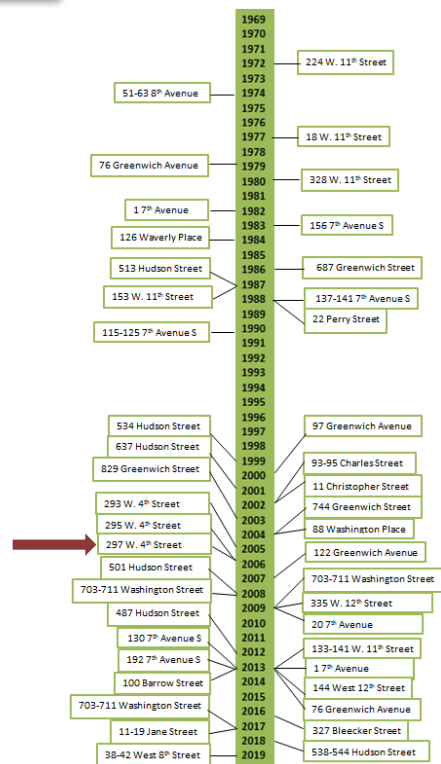 1969
1970
1971
1972
1973
1974
1975
1976
1977
1978
1979
1980
1981
1982
1983
1984
1985
1986
1987
1988
1989
1990
1991
1992
1993
1994
1995
1996
1997
1998
1999
2000
2001
2002
2003
2004
2005
2006
2007
2008
2009
2010
2011
2012
2013
2014
2015
2016
2017
2018
2019
51-63 8th Avenue
76 Greenwich Avenue
1 7th Avenue
126 Waverly Place
513 Hudson Street
153 W. 11th Street
115-125 7th Avenue S
534 Hudson Street
637 Hudson Street
829 Greenwich Street
293 W. 4th Street
295 W. 4th Street
297 W. 4th Street
501 Hudson Street
703-711 Washington Street
487 Hudson Street
130 7th Avenue S
192 7th Avenue S
100 Barrow Street
703-711 Washington Street
11-19 Jane Street
38-42 West 8th Street
224 W. 11th Street
18 W. 11th Street
328 W. 11th Street
156 7th Avenue S
687 Greenwich Street
137-141 7th Avenue S
22 Perry Street
97 Greenwich Avenue
93-95 Charles Street
11 Christopher Street
744 Greenwich Street
88 Washington Place
122 Greenwich Avenue
703-711 Washington Street
335 W. 12th Street
20 7th Avenue
133-141 W. 11th Street
1 7th Avenue
144 West 12th Street
76 Greenwich Avenue
327 Bleecker Street
538-544 Hudson Street